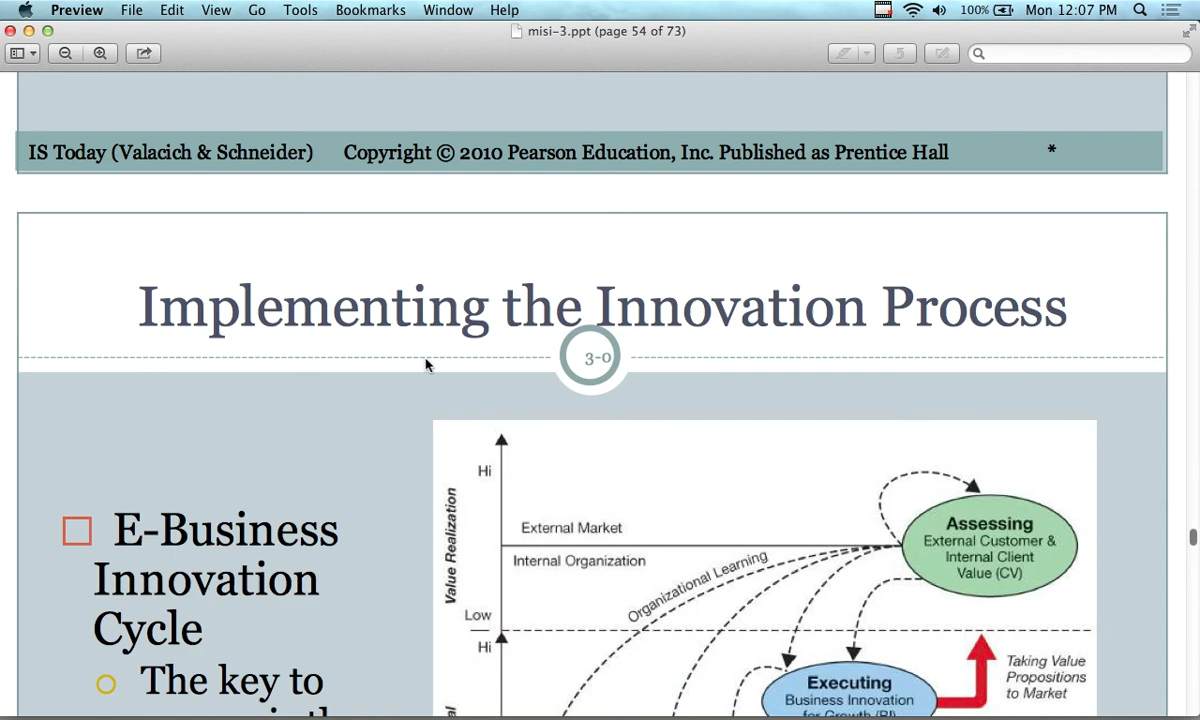 Preview File Edit View Go Tools Bookmarks Window Help 100% Mon 12:07 PM
misi-3.ppt (page 54 of 73)
IS Today (Valacich & Schneider) Copyright © 2010 Pearson Education, Inc. Published as Prentice Hall *
Implementing the Innovation Process
3-0
E-Business
Innovation
Cycle
The key to
Hi
Value Realization
External Market
Internal Organization
Organizational Learning
Low
Hi
Assessing
External Customer &
Internal Client
Value (CV)
Executing
Business Innovation
for Growth (BI)
Taking Value
Propositions
to Market